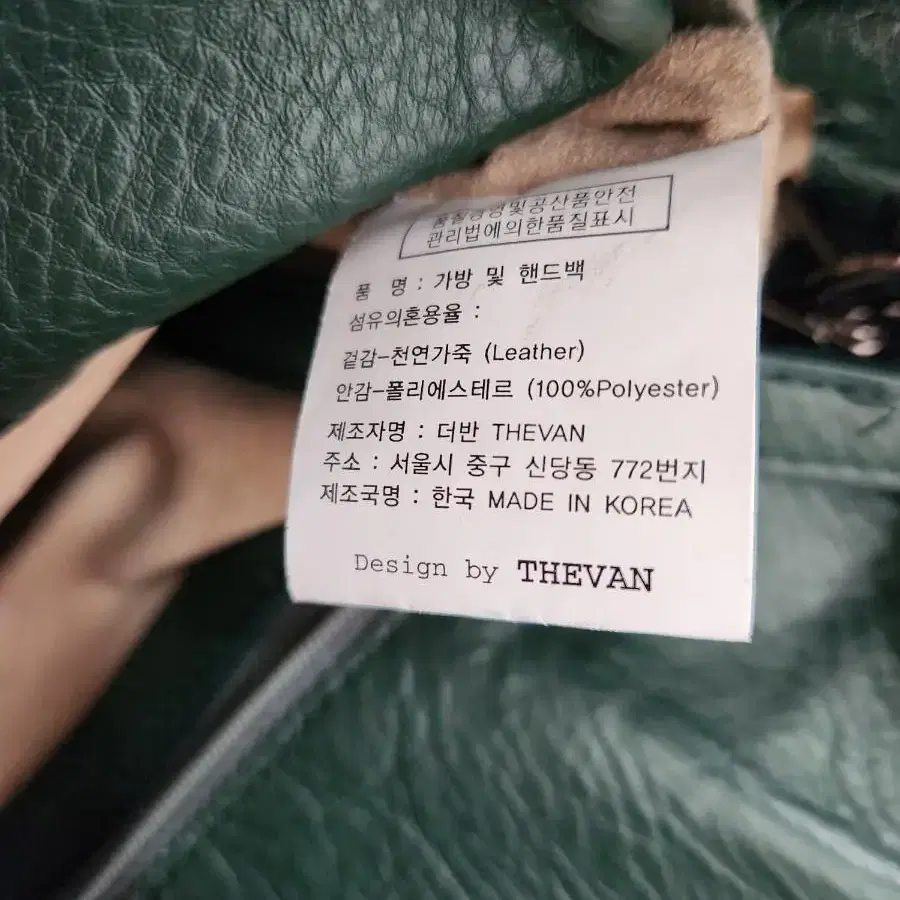 품질경영및공산품안전
관리법에의한품질표시
품 명 : 가방 및 핸드백
섬유의혼용율 :
겉감-천연가죽 (Leather)
안감-폴리에스테르 (100%Polyester)
제조자명 : 더반 THEVAN
주소 : 서울시 중구 신당동 772번지
제조국명 : 한국 MADE IN KOREA
Design by THEVAN